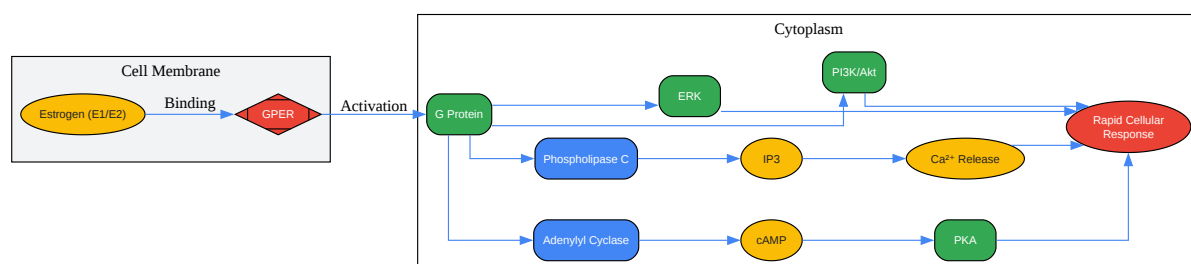 Cell Membrane
Estrogen (E1/E2)
Binding
GPER
Activation
Cytoplasm
G Protein
ERK
PI3K/Akt
Phospholipase C
IP3
Ca²⁺ Release
Rapid Cellular
Response
Adenylyl Cyclase
cAMP
PKA